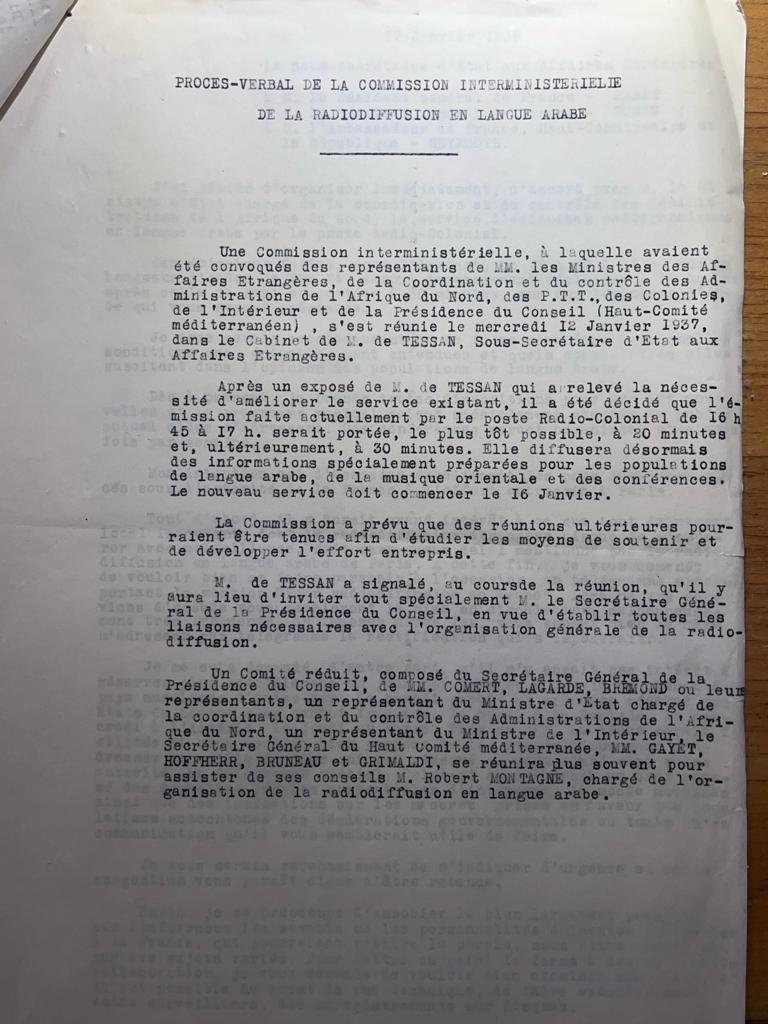 PROCES-VERBAL DE LA COMMISSION INTERMINISTERIELLE
DE LA RADIODIFFUSION EN LANGUE ARABE
Une Commission interministérielle, à laquelle avaient
été convoqués des représentants de MM. les Ministres des Af-
faires Etrangères, de la Coordination et du contrôle des Ad-
ministrations de l'Afrique du Nord, des P.T.T., des Colonies,
de l'Intérieur et de la Présidence du Conseil (Haut-Comité
méditerranéen) , s'est réunie le mercredi I2 Janvier I937,
dans le Cabinet de M. de TESSAN, Sous-Secrétaire d'Etat aux
Affaires Etrangères.
Après un exposé de M. de TESSAN qui a relevé la néces-
sité d'améliorer le service existant, il a été décidé que l'é-
mission faite actuellement par le poste Radio-Colonial de I6 h
45 à I7 h. serait portée, le plus tôt possible, à 20 minutes
et, ultérieurement, à 30 minutes. Elle diffusera désormais
des informations spécialement préparées pour les populations
de langue arabe, de la musique orientale et des conférences.
Le nouveau service doit commencer le I6 Janvier.
La Commission a prévu que des réunions ultérieures pour-
raient être tenues afin d'étudier les moyens de soutenir et
de développer l'effort entrepris.
M. de TESSAN a signalé, au coursde la réunion, qu'il y
aura lieu d'inviter tout spécialement M. le Secrétaire Géné-
ral de la Présidence du Conseil, en vue d'établir toutes les
liaisons nécessaires avec l'organisation générale de la radio-
diffusion.
Un Comité réduit, composé du Secrétaire Général de la
Présidence du Conseil, de MM. COMERT, LAGARDE, BREMOND ou leurs
représentants, un représentant du Ministre d'Etat chargé de
la coordination et du contrôle des Administrations de l'Afri-
que du Nord, un représentant du Ministre de l'Intérieur, le
Secrétaire Général du Haut Comité méditerranée, MM. GAYET,
HOFFHERR, BRUNEAU et GRIMALDI, se réunira plus souvent pour
assister de ses conseils M. Robert MONTAGNE, chargé de l'or-
ganisation de la radiodiffusion en langue arabe.